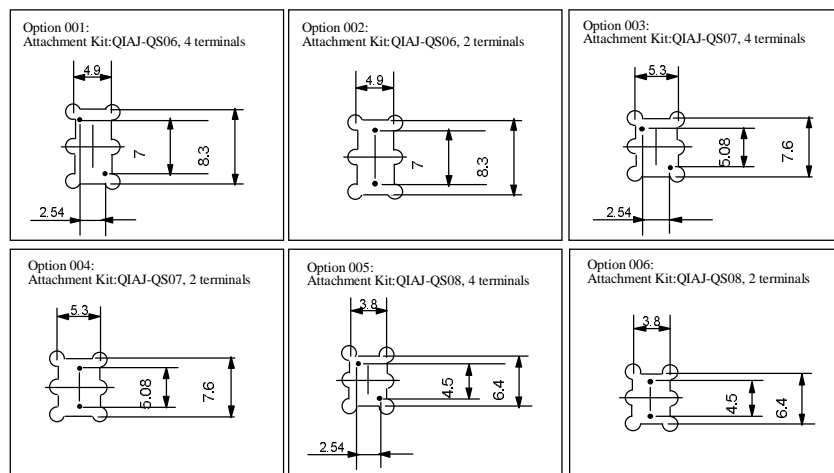 Option 001:
Attachment Kit:QIAJ-QS06, 4 terminals
4.9
7
8.3
2.54
Option 002:
Attachment Kit:QIAJ-QS06, 2 terminals
4.9
7
8.3
Option 003:
Attachment Kit:QIAJ-QS07, 4 terminals
5.3
5.08
7.6
2.54
Option 004:
Attachment Kit:QIAJ-QS07, 2 terminals
5.3
5.08
7.6
Option 005:
Attachment Kit:QIAJ-QS08, 4 terminals
3.8
4.5
6.4
2.54
Option 006:
Attachment Kit:QIAJ-QS08, 2 terminals
3.8
4.5
6.4